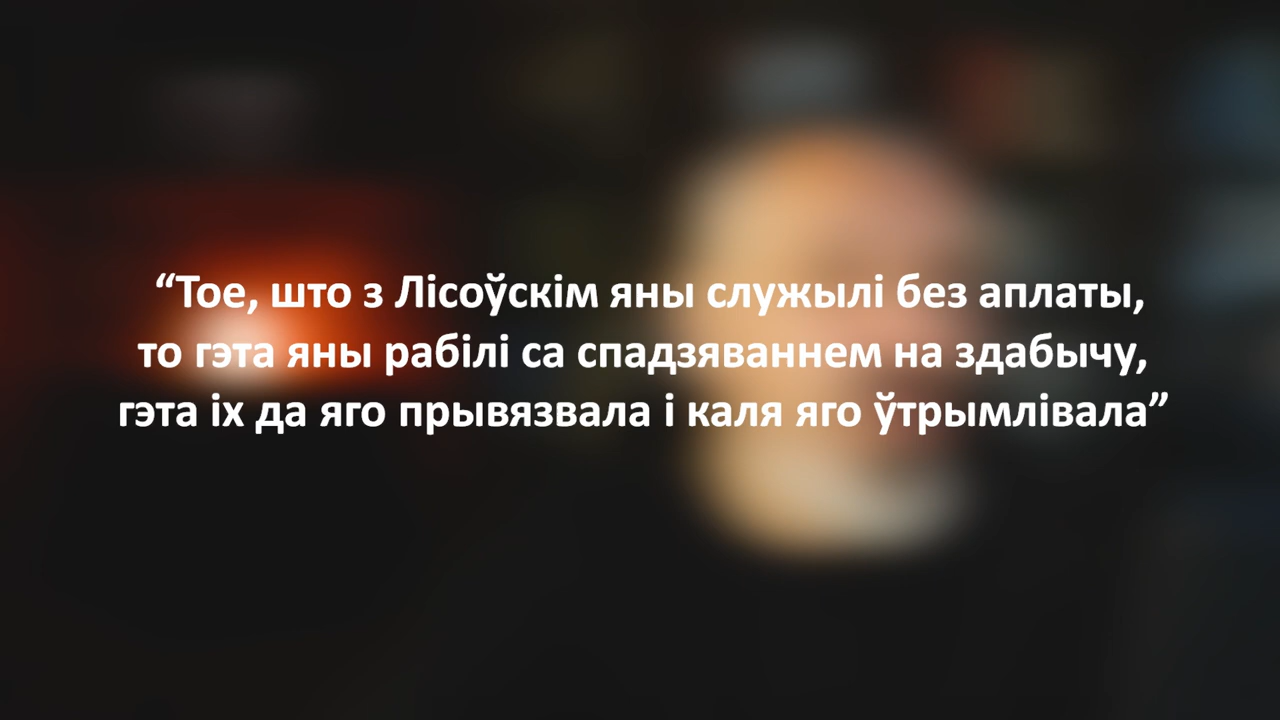 “Тое, што з Лісоўскім яны служылі без аплаты,
то гэта яны рабілі са спадзяваннем на здабычу,
гэта іх да яго прывязвала і каля яго ўтрымлівала”